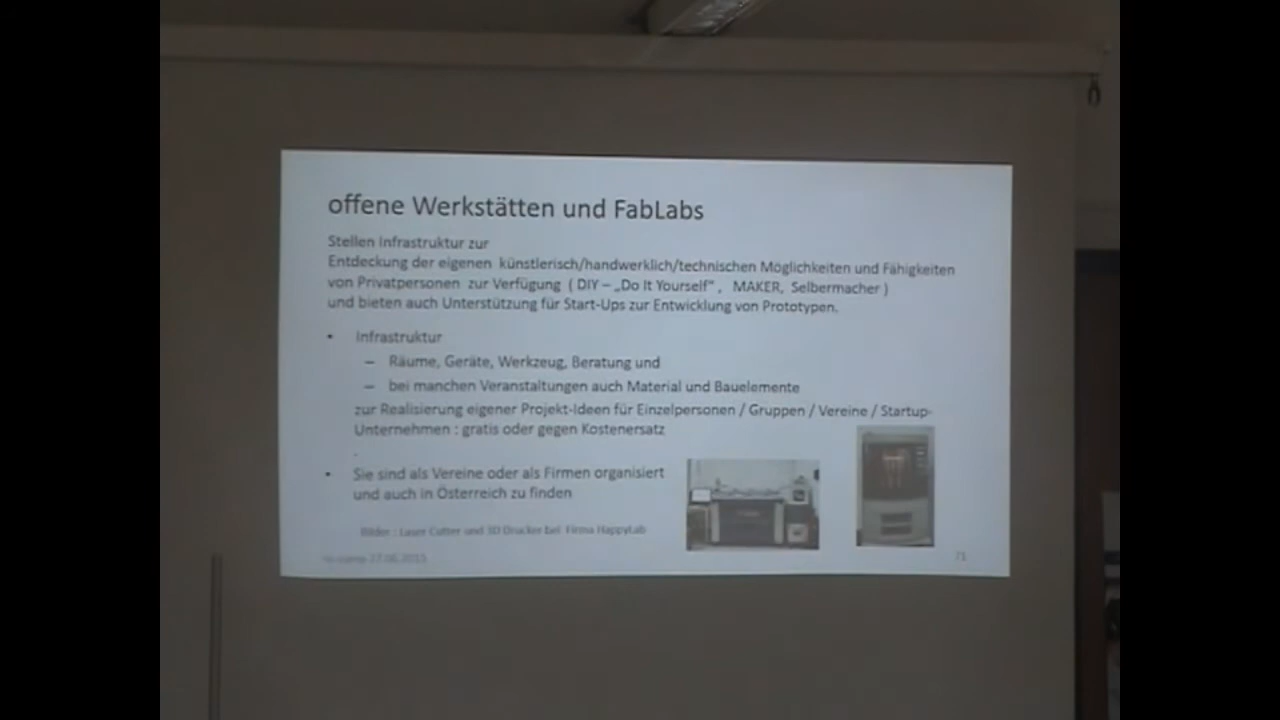 offene Werkstätten und FabLabs
Stellen Infrastruktur zur
Entdeckung der eigenen künstlerisch/handwerklich/technischen Möglichkeiten und Fähigkeiten
von Privatpersonen zur Verfügung ( DIY – „Do It Yourself“ , MAKER, Selbermacher )
und bieten auch Unterstützung für Start-Ups zur Entwicklung von Prototypen.
• Infrastruktur
– Räume, Geräte, Werkzeug, Beratung und
– bei manchen Veranstaltungen auch Material und Bauelemente
zur Realisierung eigener Projekt-Ideen für Einzelpersonen / Gruppen / Vereine / Startup-
Unternehmen : gratis oder gegen Kostenersatz
.
• Sie sind als Vereine oder als Firmen organisiert
und auch in Österreich zu finden
Bilder : Laser Cutter und 3D Drucker bei Firma HappyLab
71